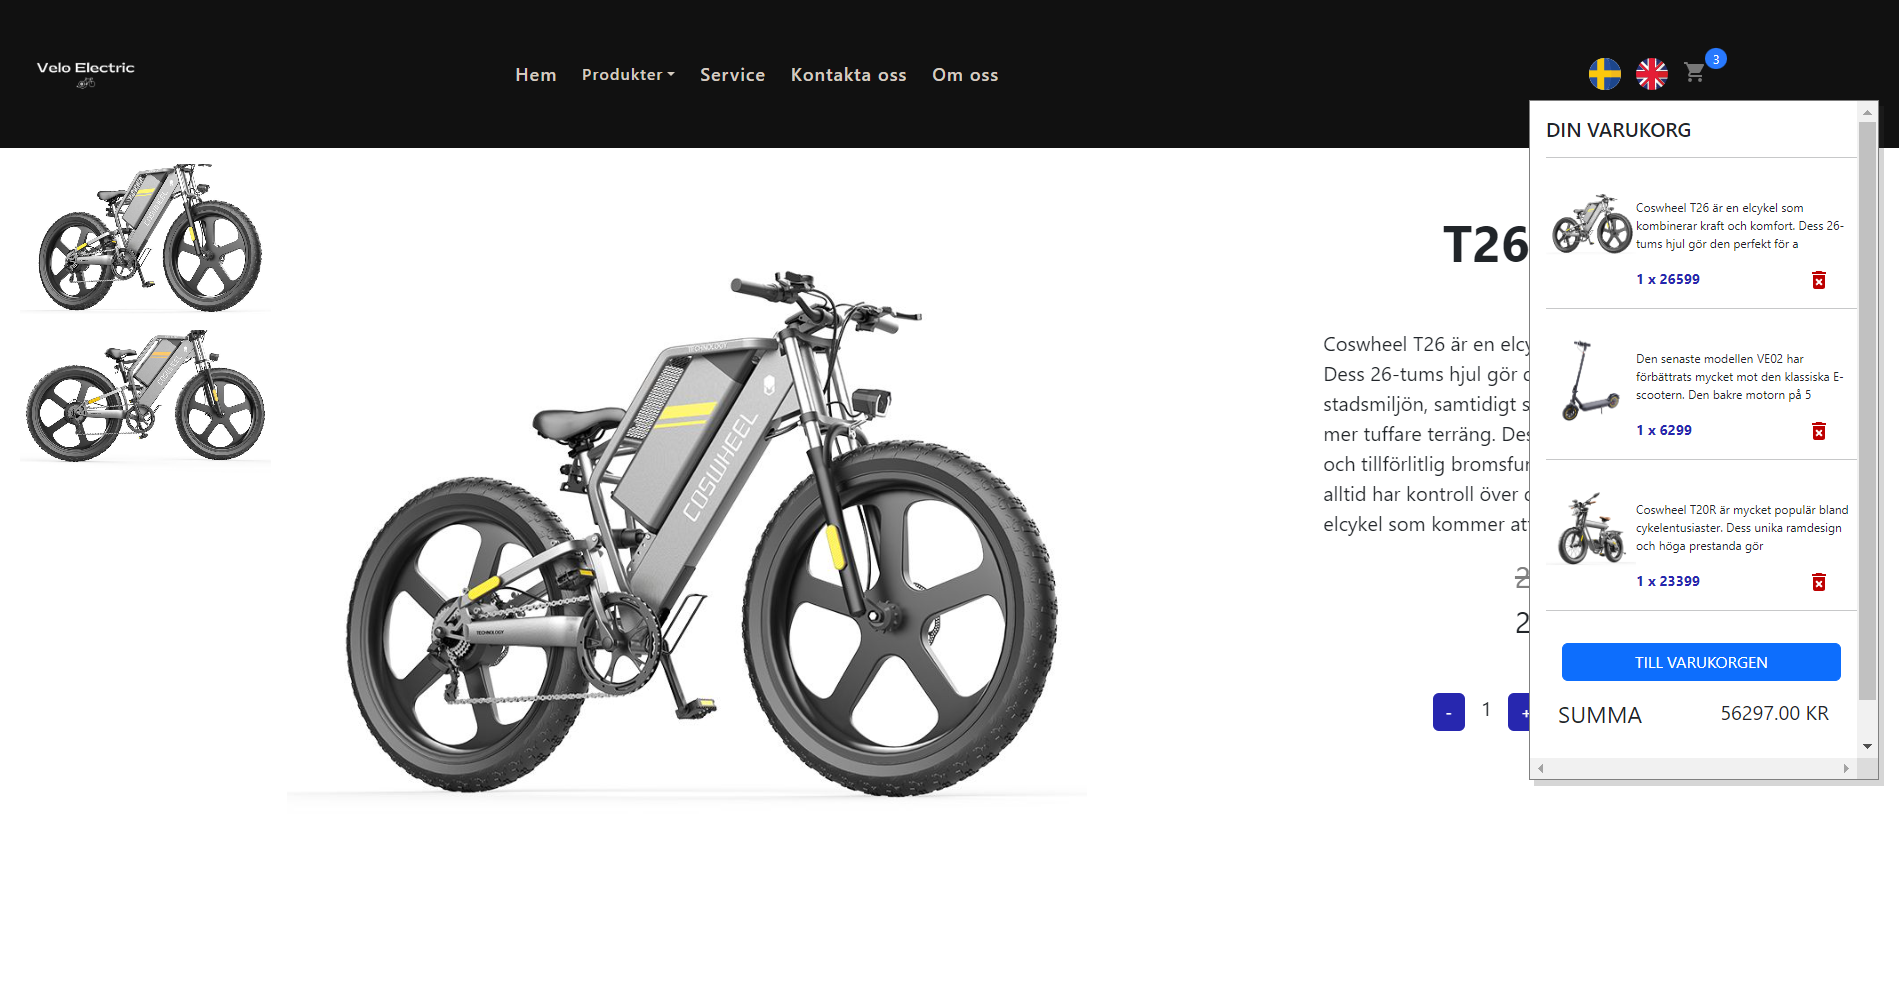 Velo Electric
Hem
Produkter
Service
Kontakta oss
Om oss
3
DIN VARUKORG
Coswheel T26 är en elcykel som
kombinerar kraft och komfort. Dess 26-
tums hjul gör den perfekt för a
1 x 26599
Den senaste modellen VE02 har
förbättrats mycket mot den klassiska E-
scootern. Den bakre motorn på 5
1 x 6299
Coswheel T20R är mycket populär bland
cykelentusiaster. Dess unika ramdesign
och höga prestanda gör
1 x 23399
TILL VARUKORGEN
SUMMA
56297.00 KR
T26
Coswheel T26 är en
Dess 26-tums hjul gör
stadsmiljön, samtidigt
mer tuffare terräng.
och tillförlitlig
alltid har kontroll över
elcykel som kommer
2
2
- 1 +
TECHNOLOGY
COSWHEEL
TECHNOLOGY